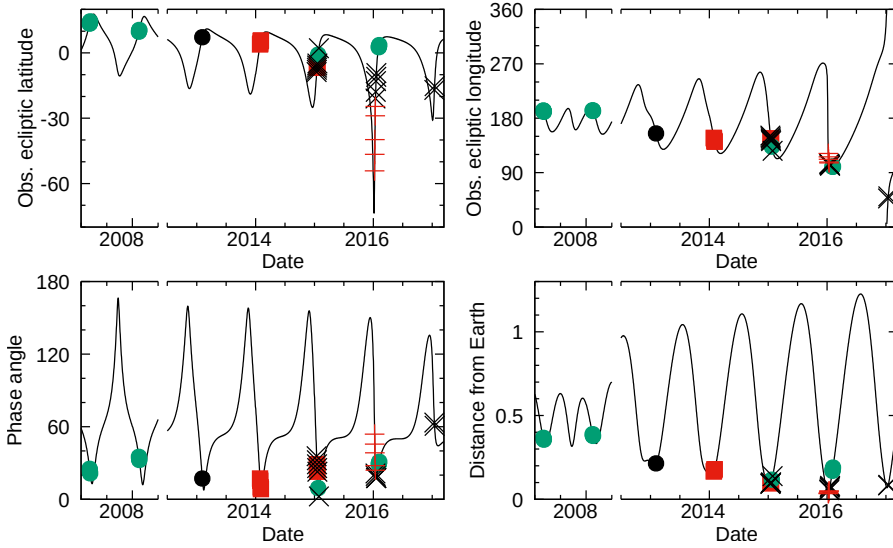 0
-30
-60
Obs. ecliptic latitude
2008 2014 2016
Date
360
270
180
90
0
Obs. ecliptic longitude
2008 2014 2016
Date
180
120
60
0
Phase angle
2008 2014 2016
Date
1
0.5
0
Distance from Earth
2008 2014 2016
Date